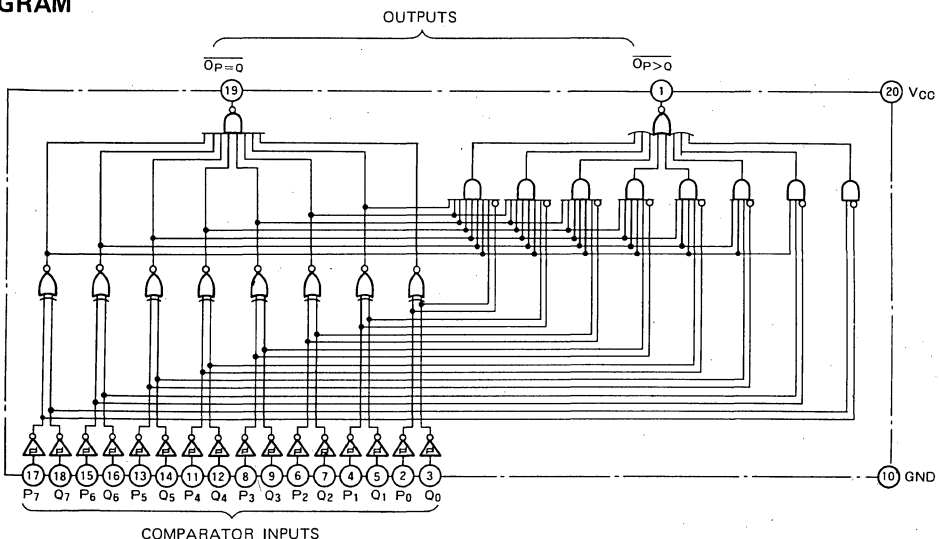 GRAM
OUTPUTS
OP=Q OP>Q
19 1 20 VCC
17 18 15 16 13 14 11 12 8 9 6 7 4 5 2 3 10 GND
P7 Q7 P6 Q6 P5 Q5 P4 Q4 P3 Q3 P2 Q2 P1 Q1 P0 Q0
COMPARATOR INPUTS